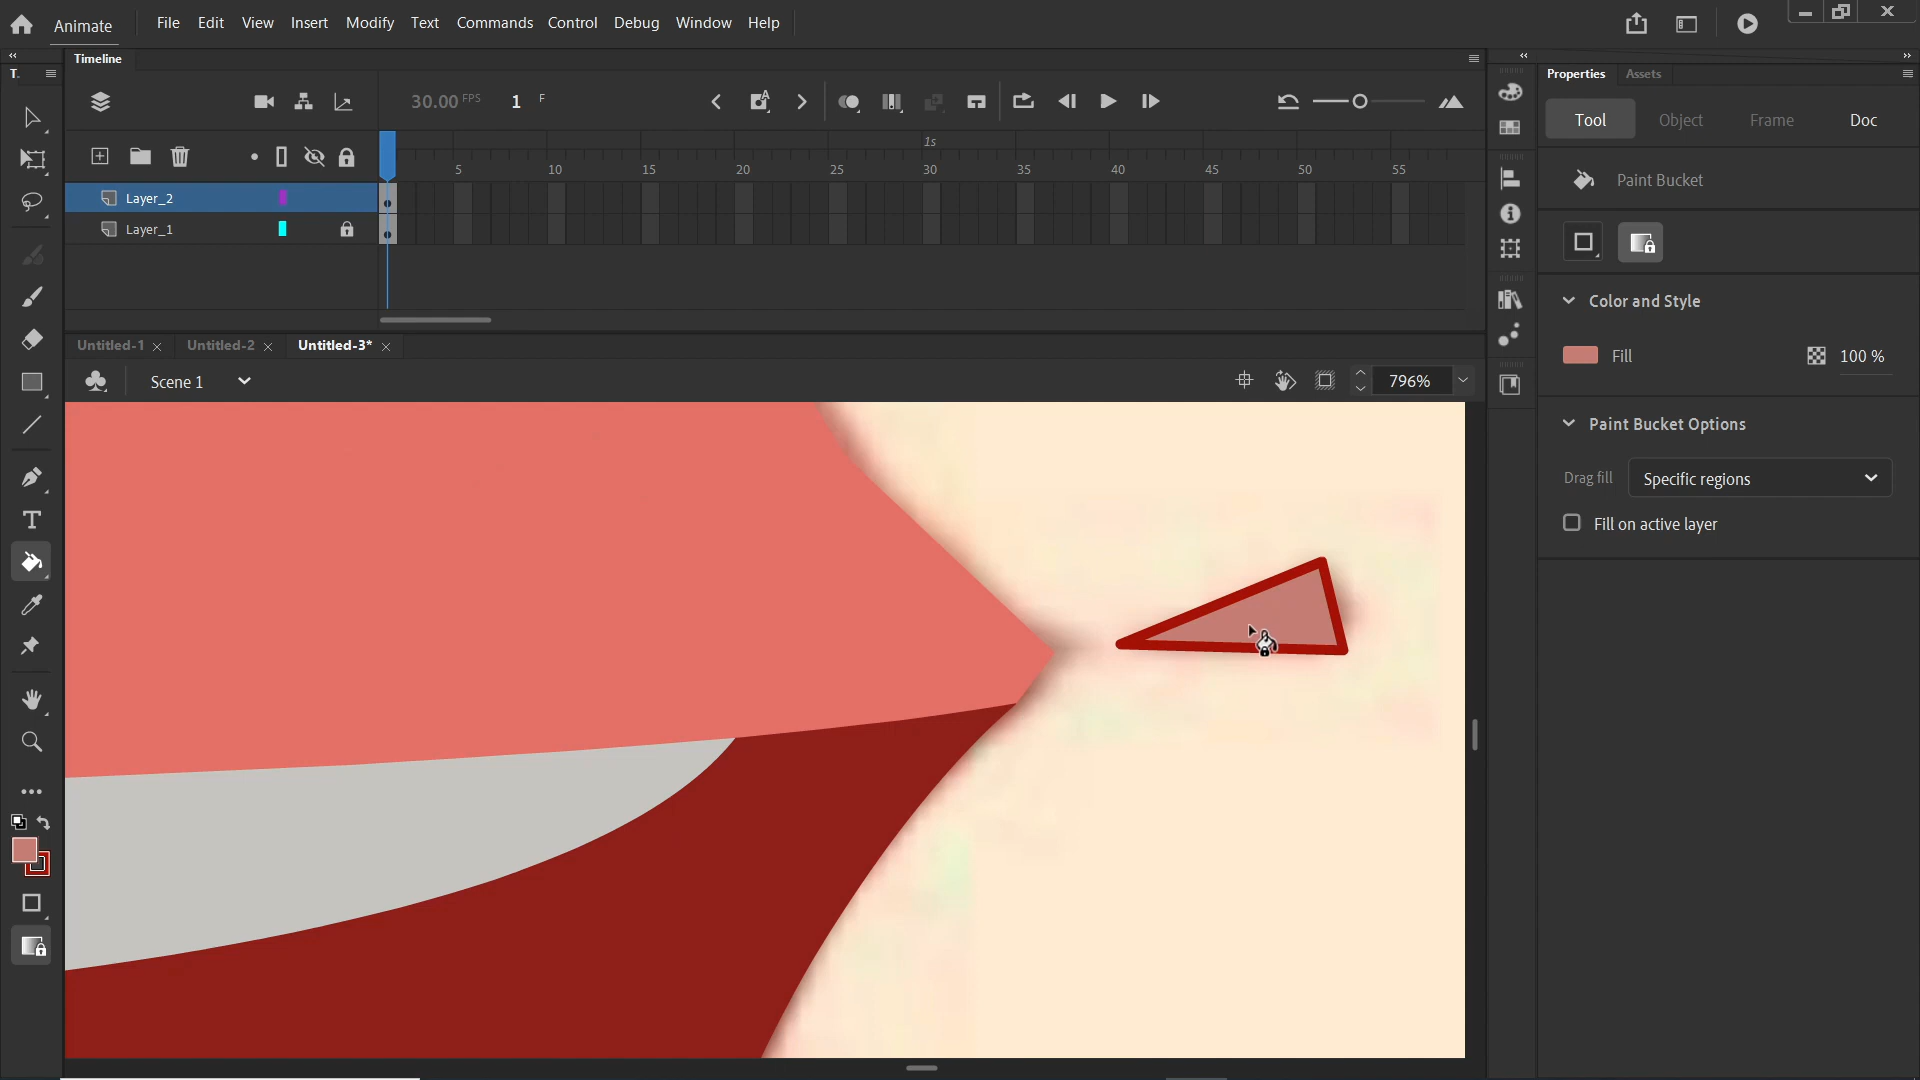 Animate File Edit View Insert Modify Text Commands Control Debug Window Help
T. Timeline Properties Assets
30.00 FPS 1 F A Tool Object Frame Doc
1s
5 10 15 20 25 30 35 40 45 50 55
Paint Bucket
Layer_2
Layer_1
Color and Style
Untitled-1 Untitled-2 Untitled-3*
Fill 100 %
Scene 1 796%
Paint Bucket Options
Drag fill Specific regions
Fill on active layer